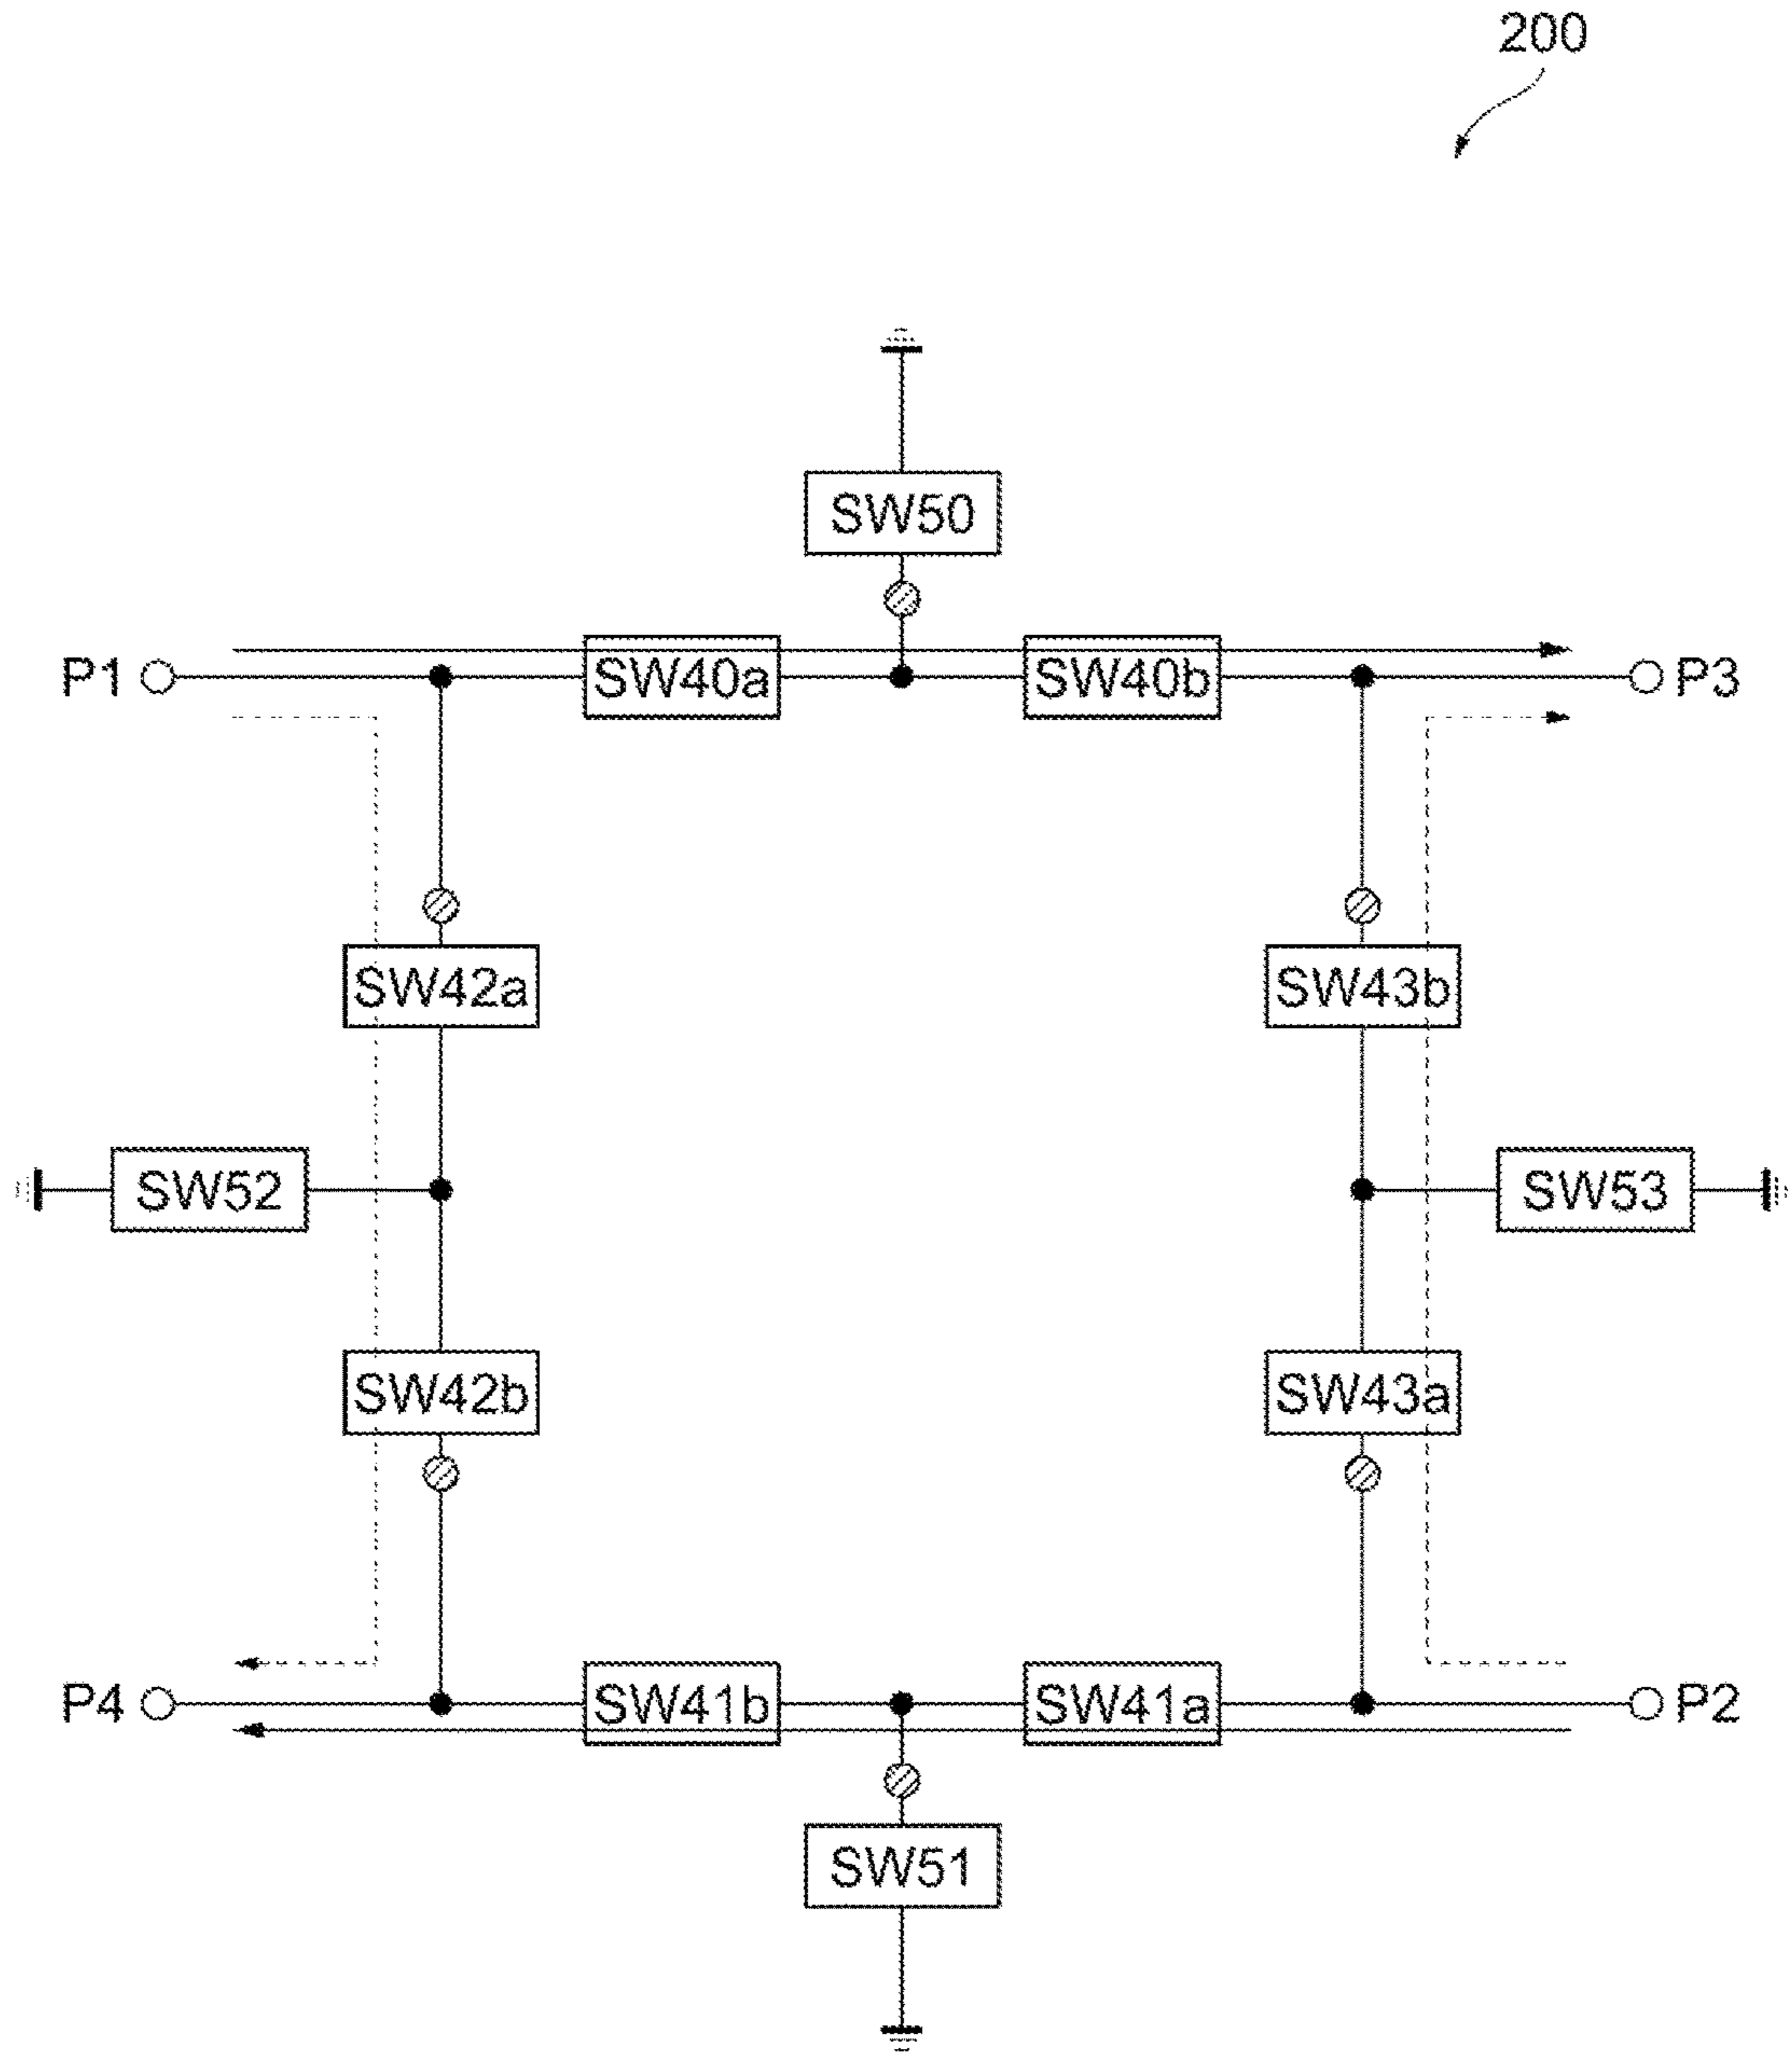 200
SW50
P1 SW40a SW40b P3
SW42a SW43b
SW52 SW53
SW42b SW43a
P4 SW41b SW41a P2
SW51